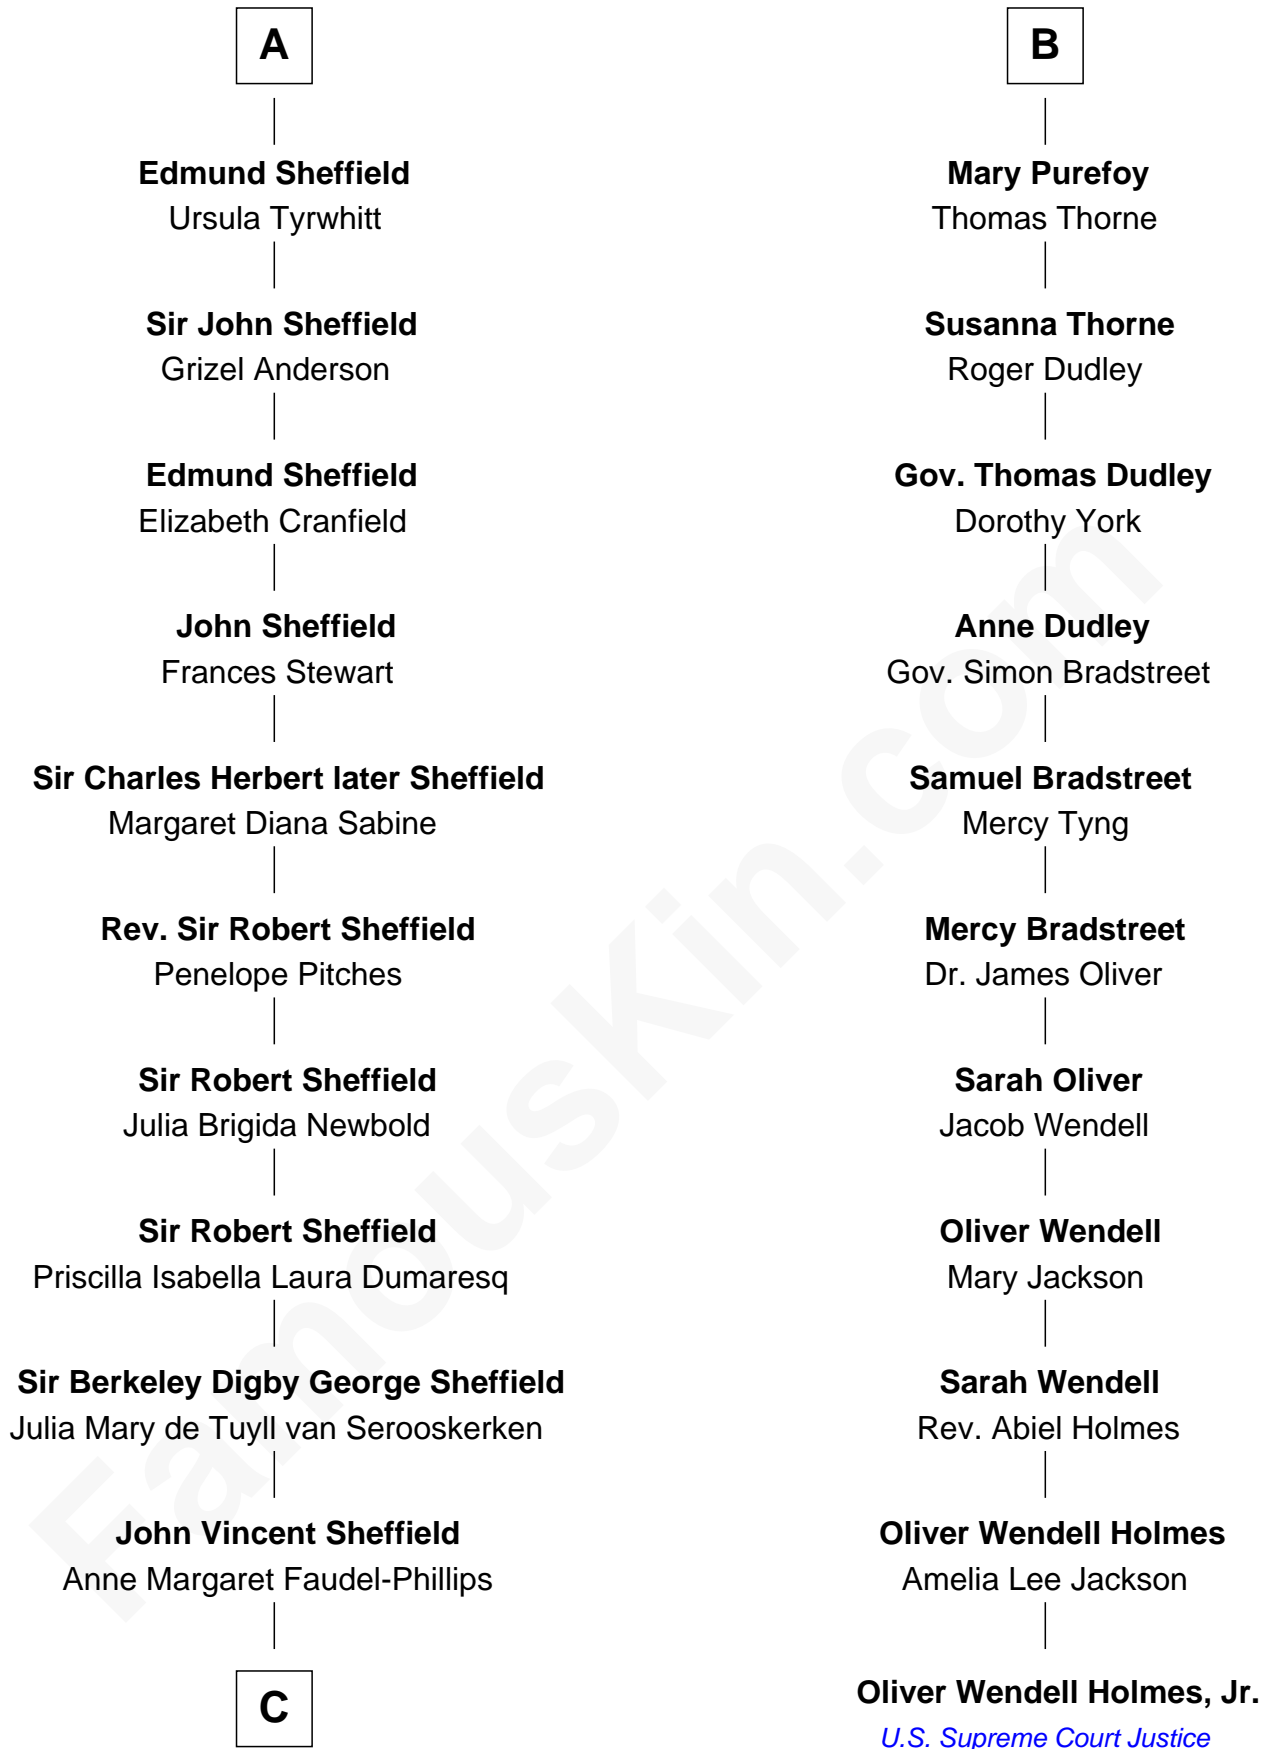 A
Edmund Sheffield
Ursula Tyrwhitt
Sir John Sheffield
Grizel Anderson
Edmund Sheffield
Elizabeth Cranfield
John Sheffield
Frances Stewart
Sir Charles Herbert later Sheffield
Margaret Diana Sabine
Rev. Sir Robert Sheffield
Penelope Pitches
Sir Robert Sheffield
Julia Brigida Newbold
Sir Robert Sheffield
Priscilla Isabella Laura Dumaresq
Sir Berkeley Digby George Sheffield
Julia Mary de Tuyll van Serooskerken
John Vincent Sheffield
Anne Margaret Faudel-Phillips
C
B
Mary Purefoy
Thomas Thorne
Susanna Thorne
Roger Dudley
Gov. Thomas Dudley
Dorothy York
Anne Dudley
Gov. Simon Bradstreet
Samuel Bradstreet
Mercy Tyng
Mercy Bradstreet
Dr. James Oliver
Sarah Oliver
Jacob Wendell
Oliver Wendell
Mary Jackson
Sarah Wendell
Rev. Abiel Holmes
Oliver Wendell Holmes
Amelia Lee Jackson
Oliver Wendell Holmes, Jr.
U.S. Supreme Court Justice
FamousKin.com